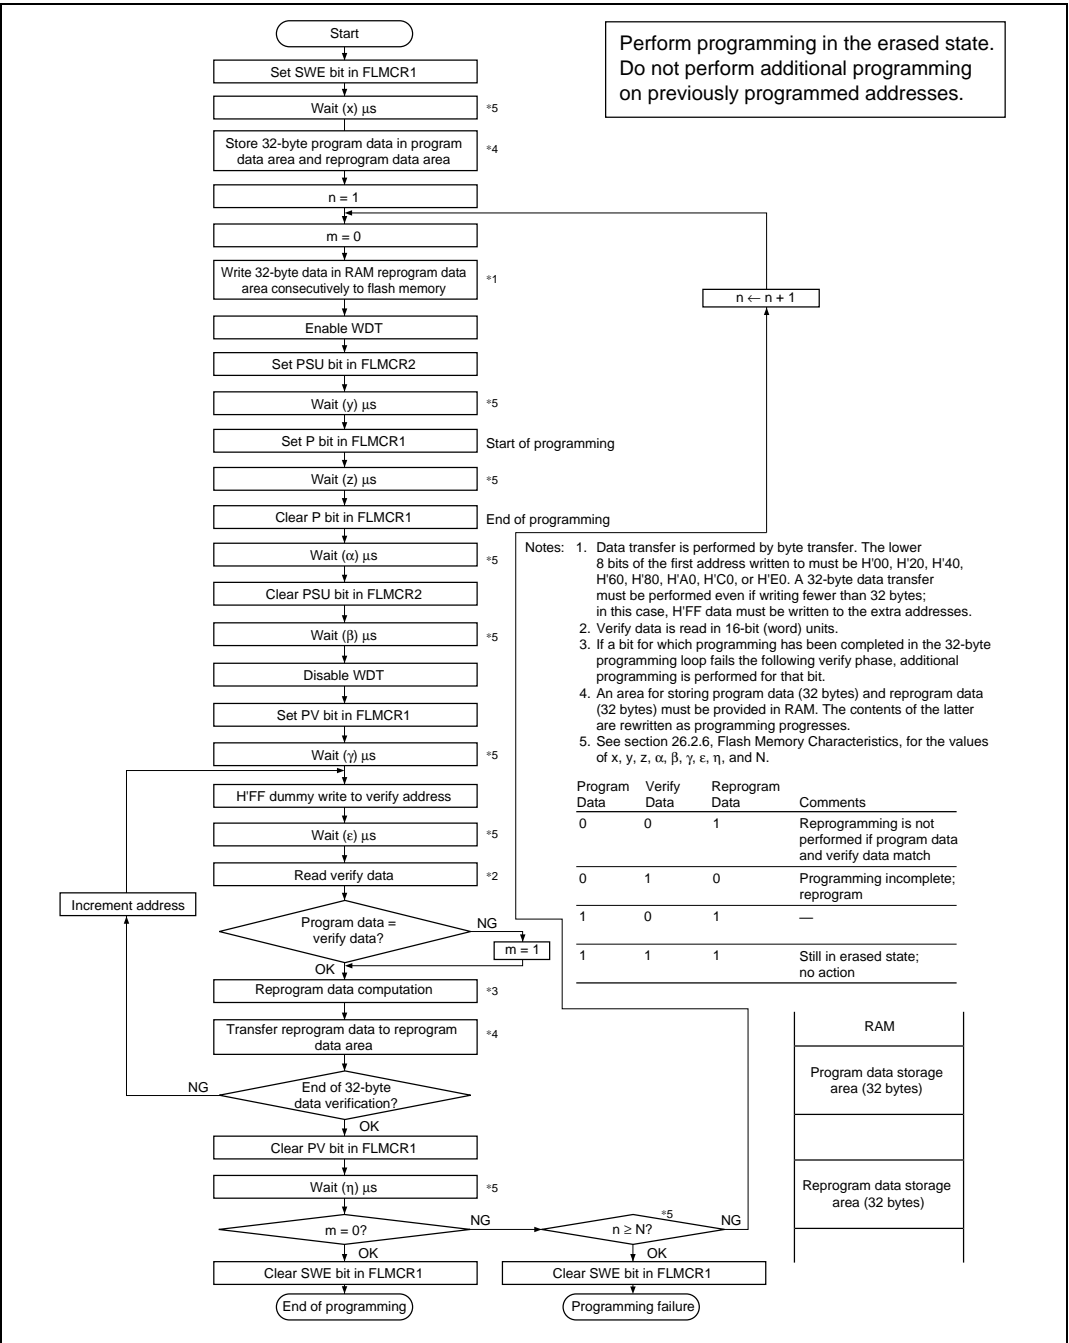 Start
Perform programming in the erased state.
Do not perform additional programming
on previously programmed addresses.
Set SWE bit in FLMCR1
Wait (x) μs
*5
Store 32-byte program data in program
data area and reprogram data area
*4
n = 1
m = 0
Write 32-byte data in RAM reprogram data
area consecutively to flash memory
*1
n ← n + 1
Enable WDT
Set PSU bit in FLMCR2
Wait (y) μs
*5
Set P bit in FLMCR1
Start of programming
Wait (z) μs
*5
Clear P bit in FLMCR1
End of programming
Wait (α) μs
*5
Clear PSU bit in FLMCR2
Wait (β) μs
*5
Disable WDT
Set PV bit in FLMCR1
Wait (γ) μs
*5
H'FF dummy write to verify address
Wait (ε) μs
*5
Read verify data
*2
Increment address
Program data =
verify data?
NG
m = 1
OK
Reprogram data computation
*3
Transfer reprogram data to reprogram
data area
*4
End of 32-byte
data verification?
NG
OK
Clear PV bit in FLMCR1
Wait (η) μs
*5
m = 0?
NG
OK
n ≥ N?
*5
NG
OK
Clear SWE bit in FLMCR1
Clear SWE bit in FLMCR1
End of programming
Programming failure
Notes: 1. Data transfer is performed by byte transfer. The lower
8 bits of the first address written to must be H'00, H'20, H'40,
H'60, H'80, H'A0, H'C0, or H'E0. A 32-byte data transfer
must be performed even if writing fewer than 32 bytes;
in this case, H'FF data must be written to the extra addresses.
2. Verify data is read in 16-bit (word) units.
3. If a bit for which programming has been completed in the 32-byte
programming loop fails the following verify phase, additional
programming is performed for that bit.
4. An area for storing program data (32 bytes) and reprogram data
(32 bytes) must be provided in RAM. The contents of the latter
are rewritten as programming progresses.
5. See section 26.2.6, Flash Memory Characteristics, for the values
of x, y, z, α, β, γ, ε, η, and N.
Program Verify Reprogram
Data Data Data Comments
0 0 1 Reprogramming is not
performed if program data
and verify data match
0 1 0 Programming incomplete;
reprogram
1 0 1 —
1 1 1 Still in erased state;
no action
RAM
Program data storage
area (32 bytes)
Reprogram data storage
area (32 bytes)